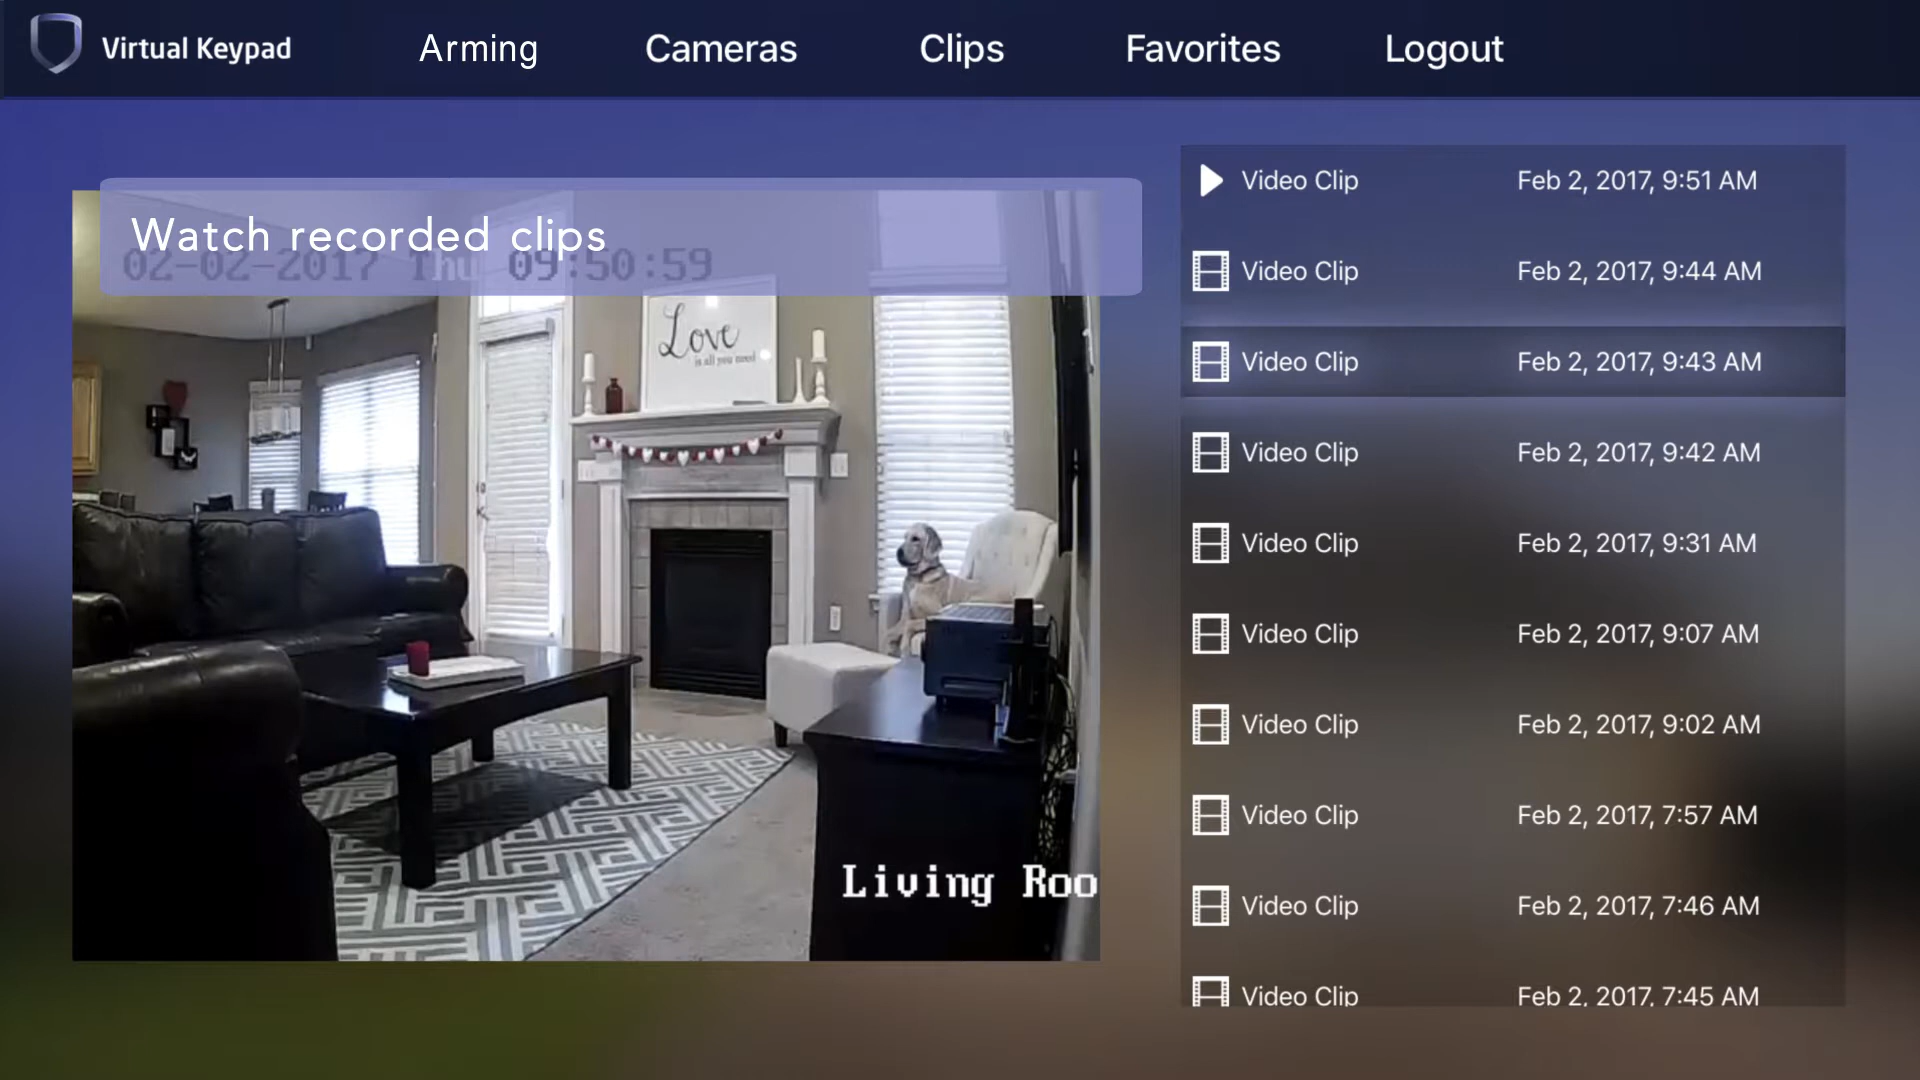 Virtual Keypad
Arming
Cameras
Clips
Favorites
Logout
Watch recorded clips
02-02-2017 Thu 09:50:59
Love
is all you need
Living Roo
Video Clip Feb 2, 2017, 9:51 AM
Video Clip Feb 2, 2017, 9:44 AM
Video Clip Feb 2, 2017, 9:43 AM
Video Clip Feb 2, 2017, 9:42 AM
Video Clip Feb 2, 2017, 9:31 AM
Video Clip Feb 2, 2017, 9:07 AM
Video Clip Feb 2, 2017, 9:02 AM
Video Clip Feb 2, 2017, 7:57 AM
Video Clip Feb 2, 2017, 7:46 AM
Video Clip Feb 2, 2017, 7:45 AM